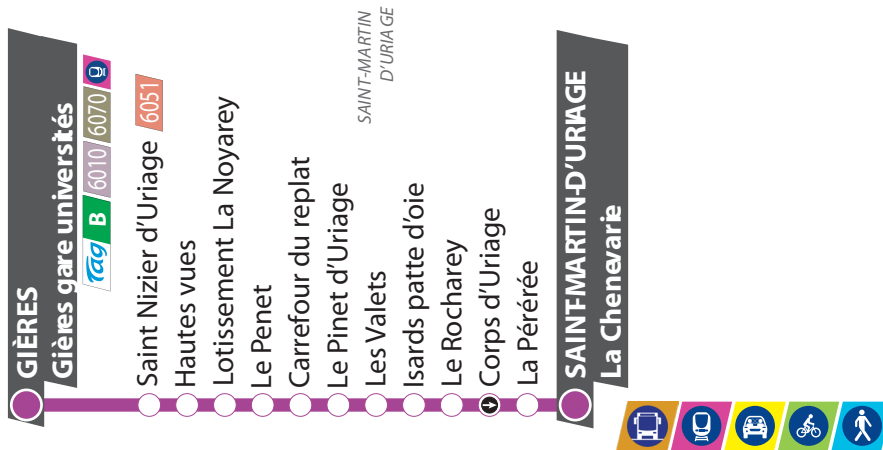 GIÈRES
Gières gare universités
Tag B 6010 6070
Saint Nizier d'Uriage 6051
Hautes vues
Lotissement La Noyarey
Le Penet
Carrefour du replat
Le Pinet d'Uriage
Les Valets
SAINT-MARTIN
D'URIAGE
Isards patte d'oie
Le Rocharey
Corps d'Uriage
La Pérérée
SAINT-MARTIN-D'URIAGE
La Chenevarie